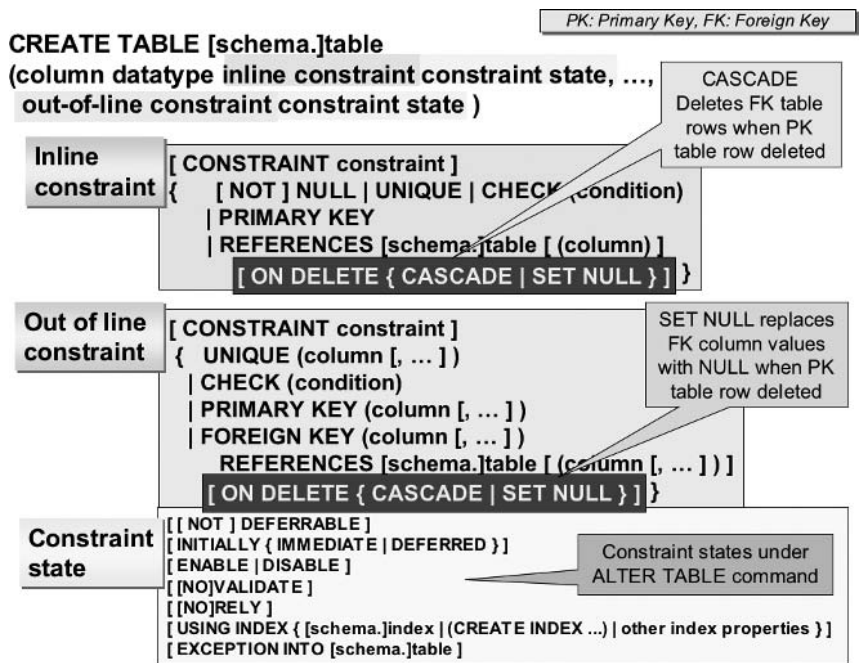 PK: Primary Key, FK: Foreign Key
CREATE TABLE [schema.]table
(column datatype inline constraint constraint state, …,
out-of-line constraint constraint state )
CASCADE
Deletes FK table
rows when PK
table row deleted
Inline
constraint
[ CONSTRAINT constraint ]
{ [ NOT ] NULL | UNIQUE | CHECK (condition)
| PRIMARY KEY
| REFERENCES [schema.]table [ (column) ]
[ ON DELETE { CASCADE | SET NULL } ] }
Out of line
constraint
[ CONSTRAINT constraint ]
{ UNIQUE (column [, … ] )
| CHECK (condition)
| PRIMARY KEY (column [, … ] )
| FOREIGN KEY (column [, … ] )
REFERENCES [schema.]table [ (column [, … ] ) ]
[ ON DELETE { CASCADE | SET NULL } ] }
SET NULL replaces
FK column values
with NULL when PK
table row deleted
Constraint
state
[ [ NOT ] DEFERRABLE ]
[ INITIALLY { IMMEDIATE | DEFERRED } ]
[ ENABLE | DISABLE ]
[ [NO]VALIDATE ]
[ [NO]RELY ]
[ USING INDEX { [schema.]index | (CREATE INDEX ...) | other index properties } ]
[ EXCEPTION INTO [schema.]table ]
Constraint states under
ALTER TABLE command